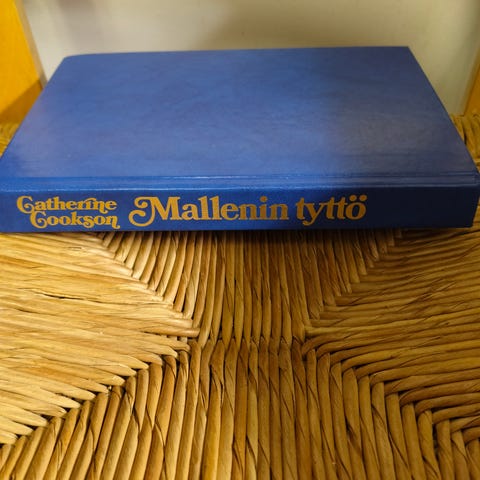 Catherine
Cookson
Mallenin tyttö